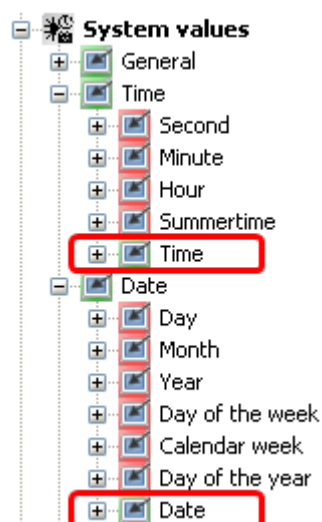 System values
General
Time
Second
Minute
Hour
Summertime
Time
Date
Day
Month
Year
Day of the week
Calendar week
Day of the year
Date